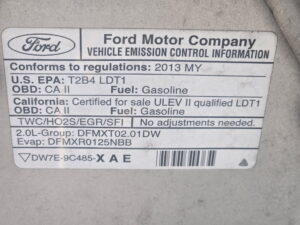 Ford
Ford Motor Company
VEHICLE EMISSION CONTROL INFORMATION
Conforms to regulations: 2013 MY
U.S. EPA: T2B4 LDT1
OBD: CA II Fuel: Gasoline
California: Certified for sale ULEV II qualified LDT1
OBD: CA II Fuel: Gasoline
TWC/HO2S/EGR/SFI No adjustments needed.
2.0L-Group: DFMXT02.01DW
Evap: DFMXR0125NBB
DW7E-9C485-XAE